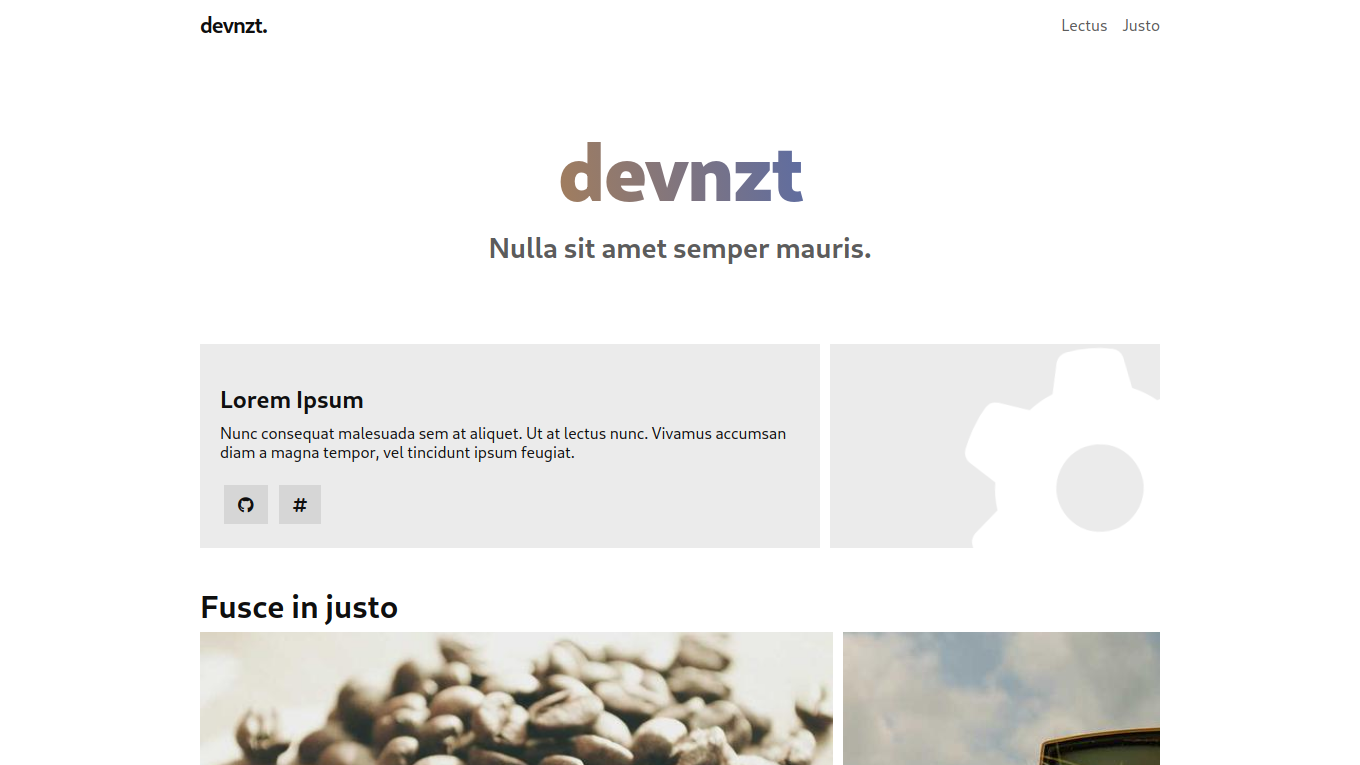 devnzt.
Lectus Justo
devnzt
Nulla sit amet semper mauris.
Lorem Ipsum
Nunc consequat malesuada sem at aliquet. Ut at lectus nunc. Vivamus accumsan
diam a magna tempor, vel tincidunt ipsum feugiat.
#
Fusce in justo